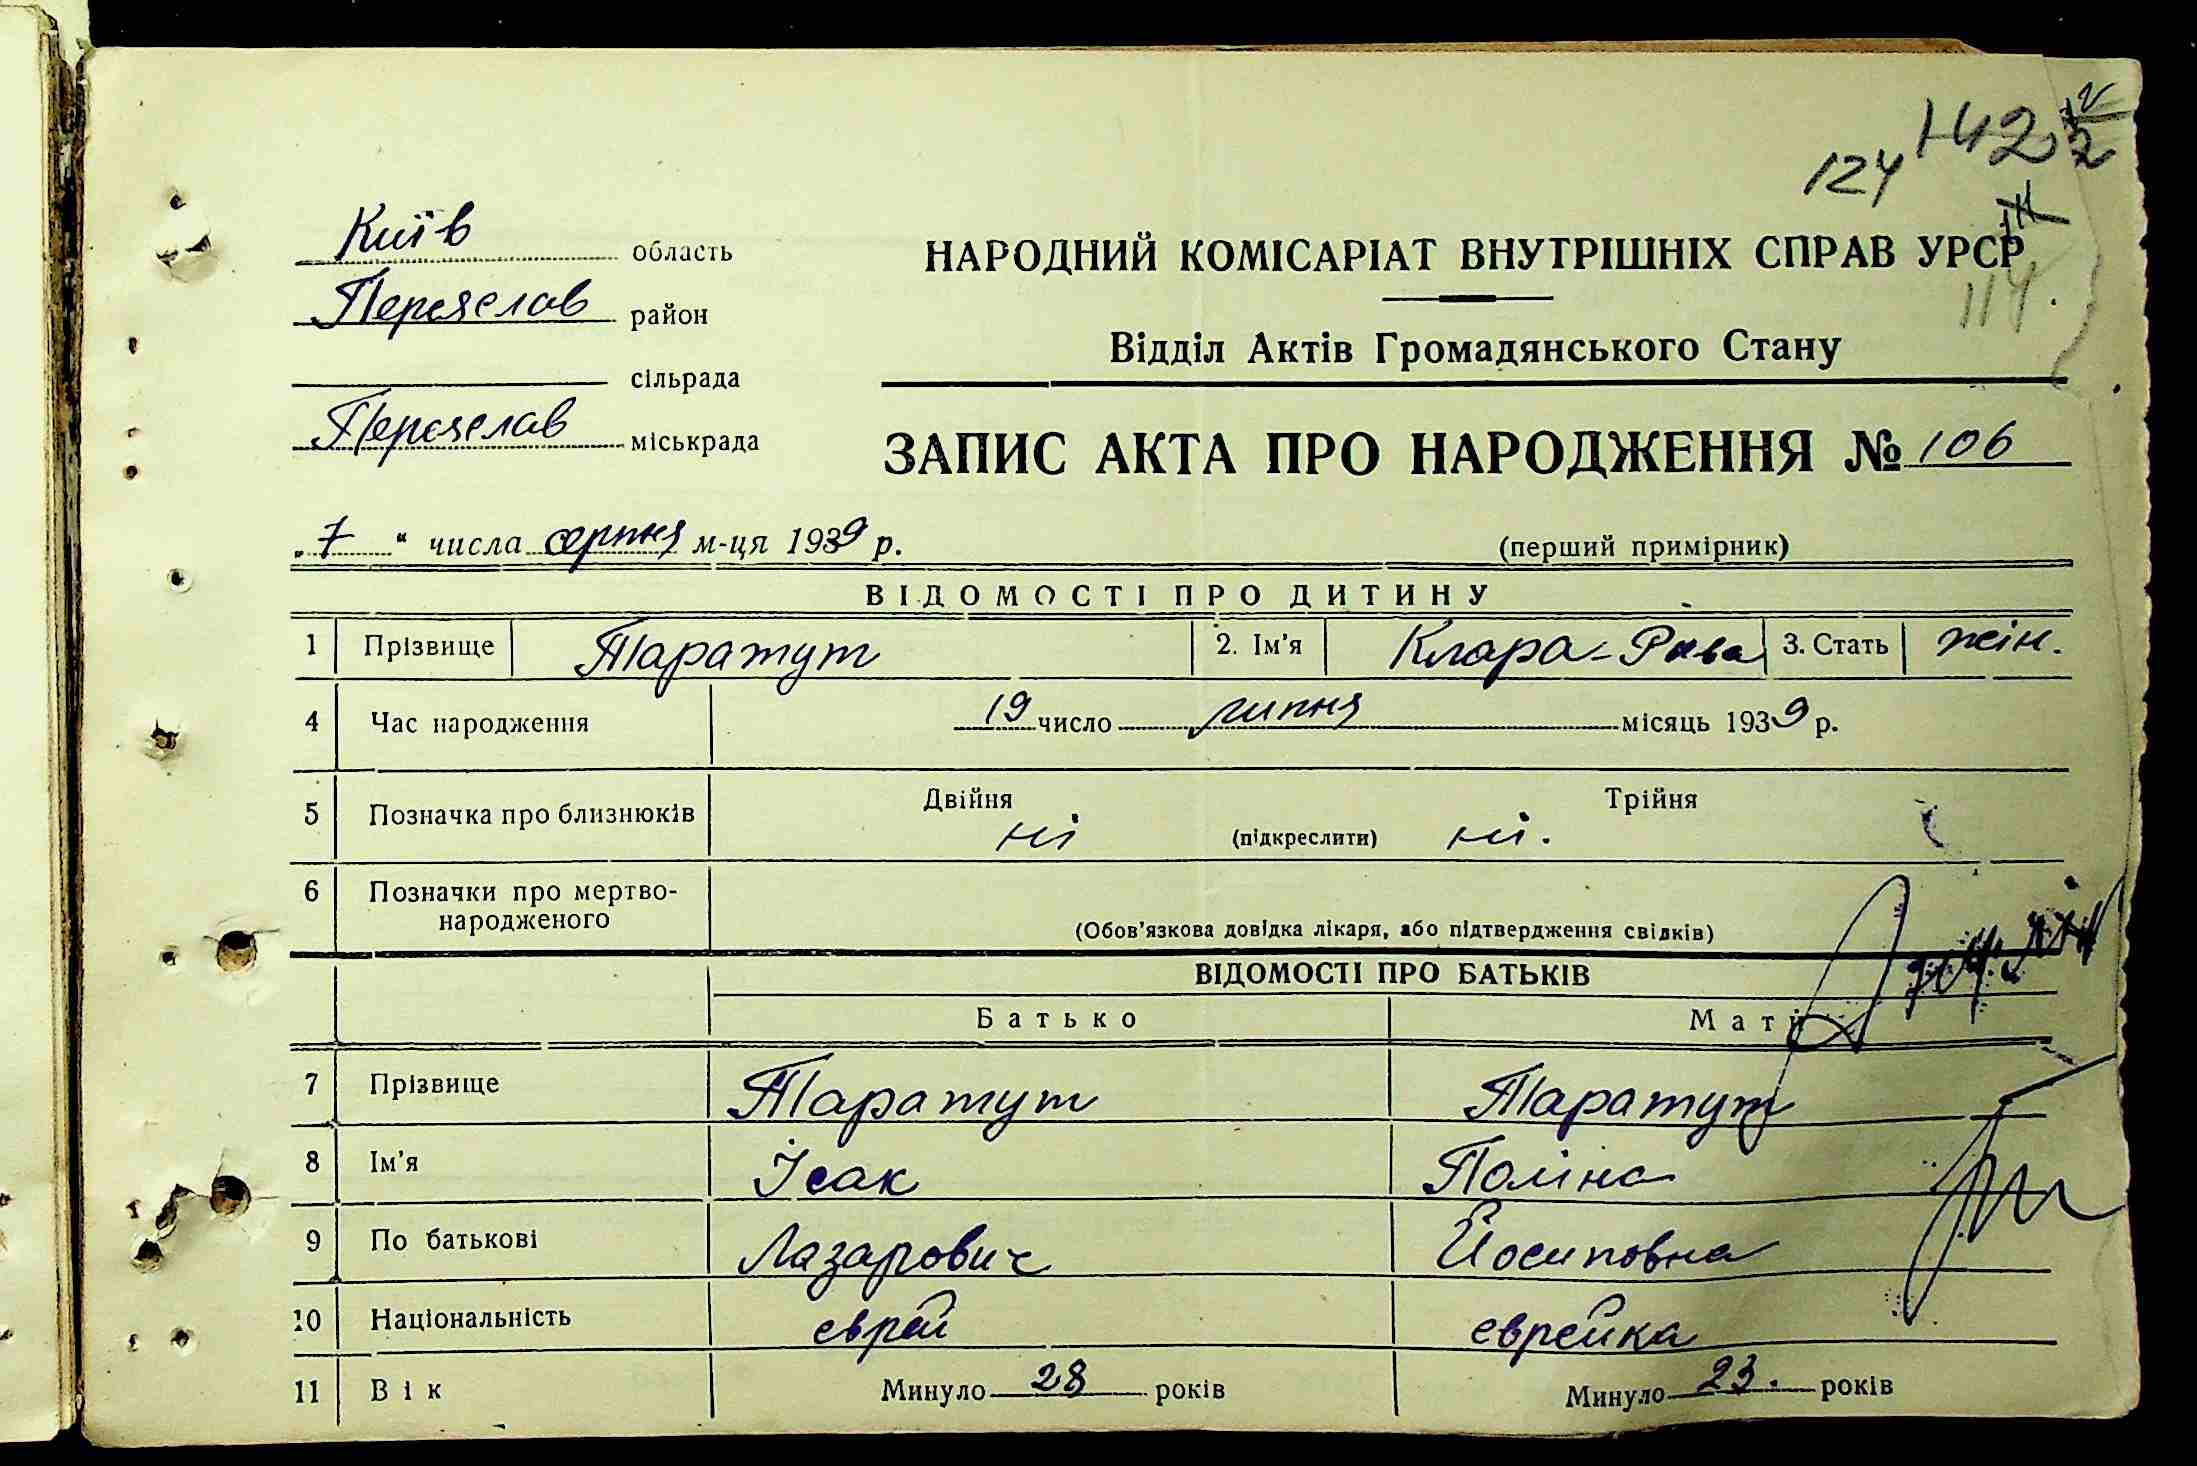 142
124
114.
Київ область
НАРОДНИЙ КОМІСАРІАТ ВНУТРІШНІХ СПРАВ УРСР
Переяслав район
Відділ Актів Громадянського Стану
сільрада
Переяслав міськрада
ЗАПИС АКТА ПРО НАРОДЖЕННЯ № 106
„7“ числа серпня м-ця 1939 р.
(перший примірник)
ВІДОМОСТІ ПРО ДИТИНУ
1 Прізвище Таратут 2. Ім'я Клара-Рива 3. Стать жін.
4 Час народження 19 число липня місяць 1939 р.
5 Позначка про близнюків Двійня ні (підкреслити) Трійня ні.
6 Позначки про мертво-
народженого
(Обов'язкова довідка лікаря, або підтвердження свідків)
ВІДОМОСТІ ПРО БАТЬКІВ
Батько Мати
7 Прізвище Таратут Таратут
8 Ім'я Ісак Поліна
9 По батькові Лазарович Йосиповна
10 Національність єврей єврейка
11 Вік Минуло 28 років Минуло 23. років